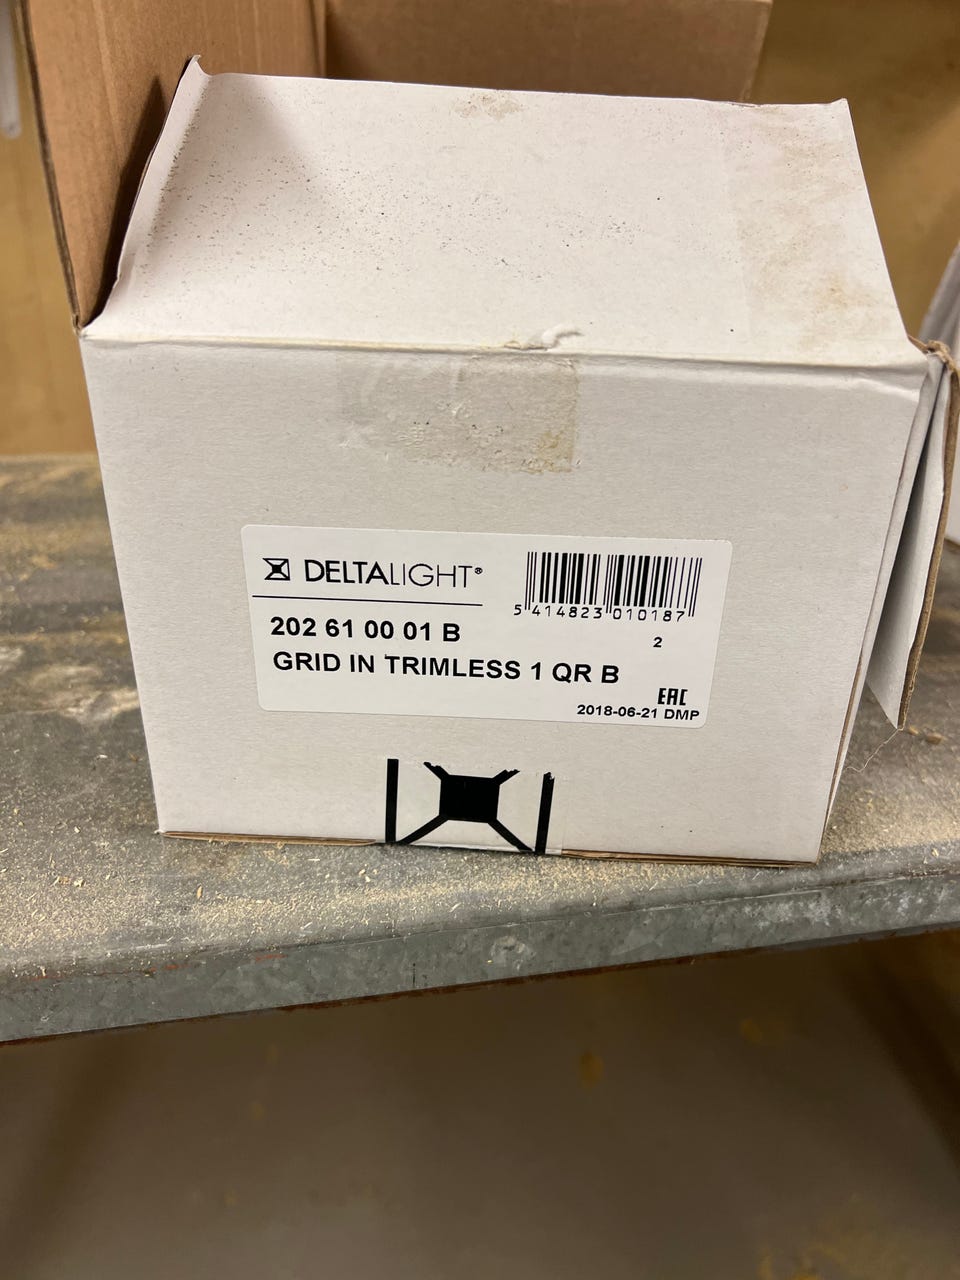 DELTALIGHT®
202 61 00 01 B
GRID IN TRIMLESS 1 QR B
5 414823 010187
2
EAC
2018-06-21 DMP